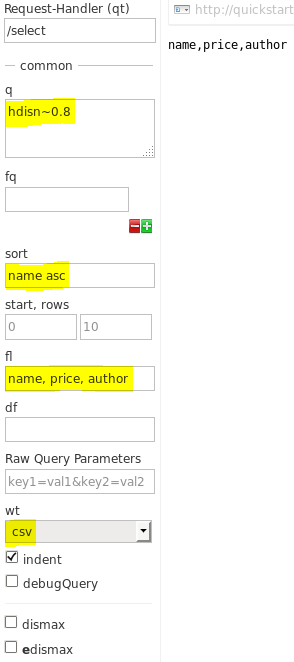 Request-Handler (qt)
/select
common
q
hdisn~0.8
fq
sort
name asc
start, rows
0
10
fl
name, price, author
df
Raw Query Parameters
key1=val1&key2=val2
wt
csv
indent
debugQuery
dismax
edismax
http://quickstart
name,price,author